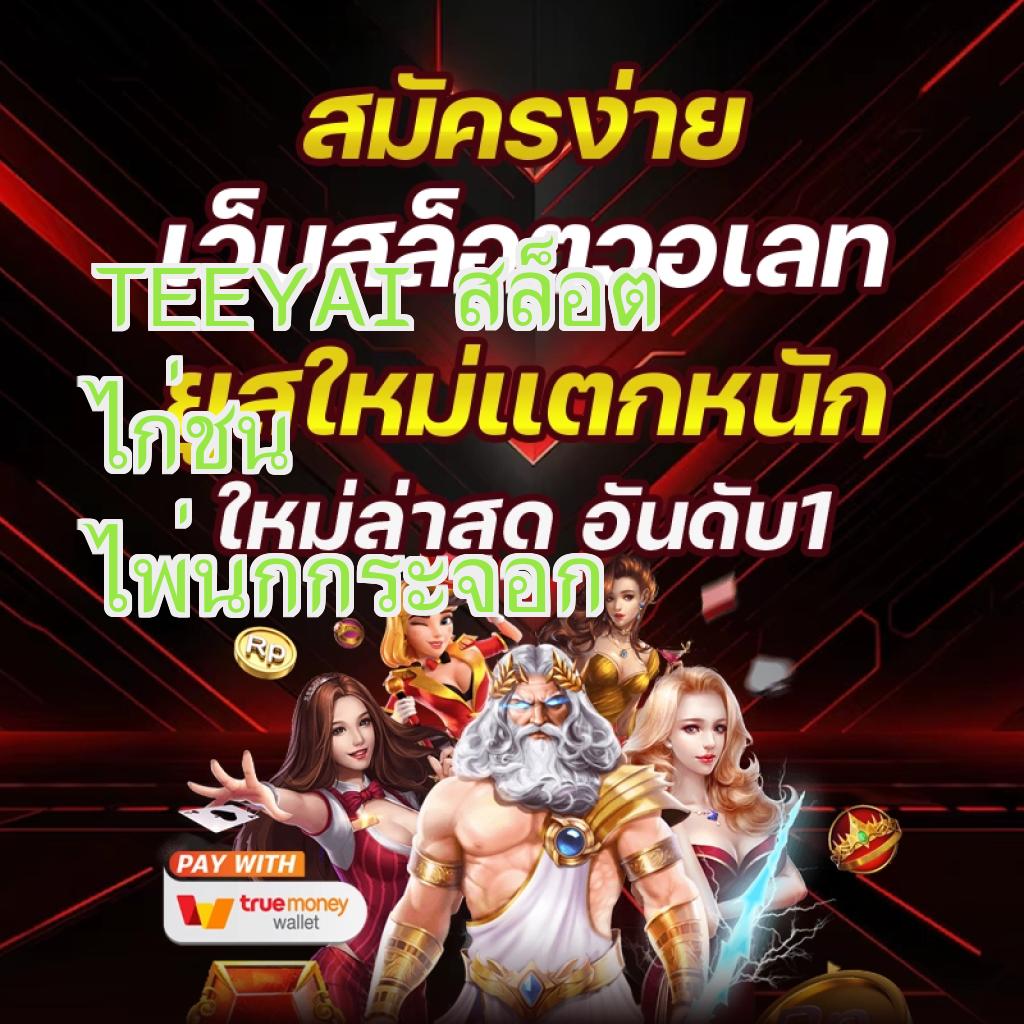 สมัครง่าย
เว็บสล็อตวอเลท
TEEYAI สล็อต
ยูสใหม่แตกหนัก
ไก่ชน
ใหม่ล่าสุด อันดับ1
ไพ่นกกระจอก
Rp
PAY WITH
truemoney
wallet